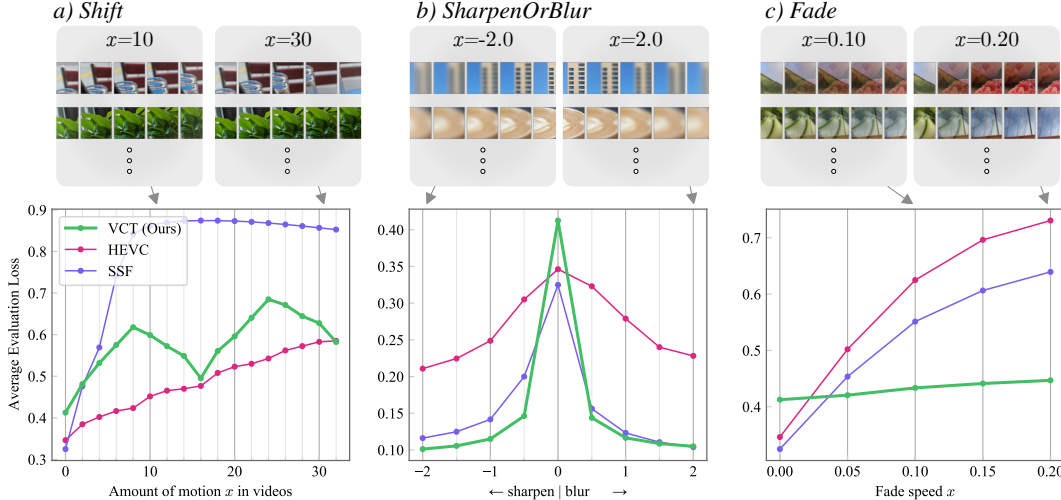 a) Shift
b) SharpenOrBlur
c) Fade
x=10
x=30
x=-2.0
x=2.0
x=0.10
x=0.20
Average Evaluation Loss
0.9
0.8
0.7
0.6
0.5
0.4
0.3
VCT (Ours)
HEVC
SSF
0
10
20
30
Amount of motion x in videos
0.40
0.35
0.30
0.25
0.20
0.15
0.10
−2
−1
0
1
2
← sharpen | blur →
0.7
0.6
0.5
0.4
0.00
0.05
0.10
0.15
0.20
Fade speed x